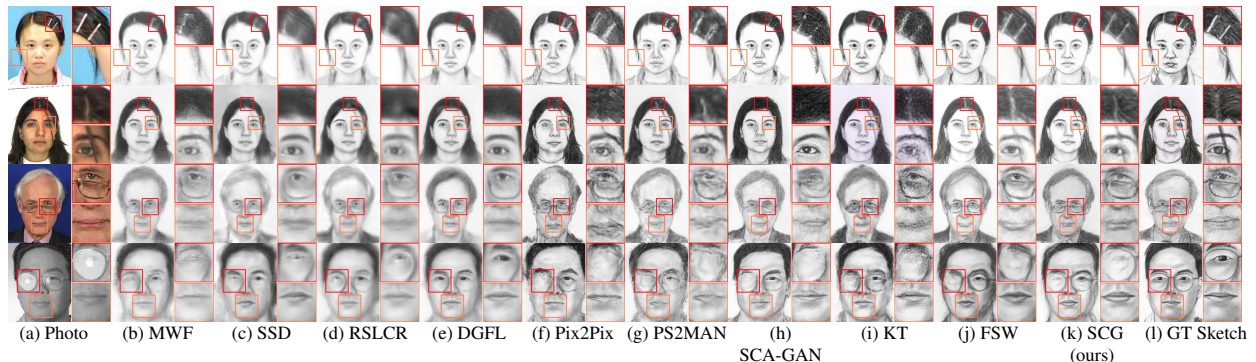 (a) Photo (b) MWF (c) SSD (d) RSLCR (e) DGFL (f) Pix2Pix (g) PS2MAN (h) (i) KT (j) FSW (k) SCG (l) GT Sketch
SCA-GAN (ours)